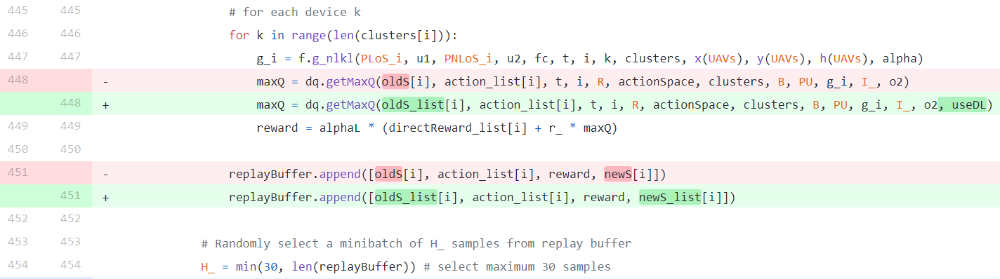 445 445 # for each device k
446 446 for k in range(len(clusters[i])):
447 447 g_i = f.g_nlkl(PLoS_i, u1, PNLoS_i, u2, fc, t, i, k, clusters, x(UAVs), y(UAVs), h(UAVs), alpha)
448 - maxQ = dq.getMaxQ(oldS[i], action_list[i], t, i, R, actionSpace, clusters, B, PU, g_i, I_, o2)
448 + maxQ = dq.getMaxQ(oldS_list[i], action_list[i], t, i, R, actionSpace, clusters, B, PU, g_i, I_, o2, useDL)
449 449 reward = alphaL * (directReward_list[i] + r_ * maxQ)
450 450
451 - replayBuffer.append([oldS[i], action_list[i], reward, newS[i]])
451 + replayBuffer.append([oldS_list[i], action_list[i], reward, newS_list[i]])
452 452
453 453 # Randomly select a minibatch of H_ samples from replay buffer
454 454 H_ = min(30, len(replayBuffer)) # select maximum 30 samples